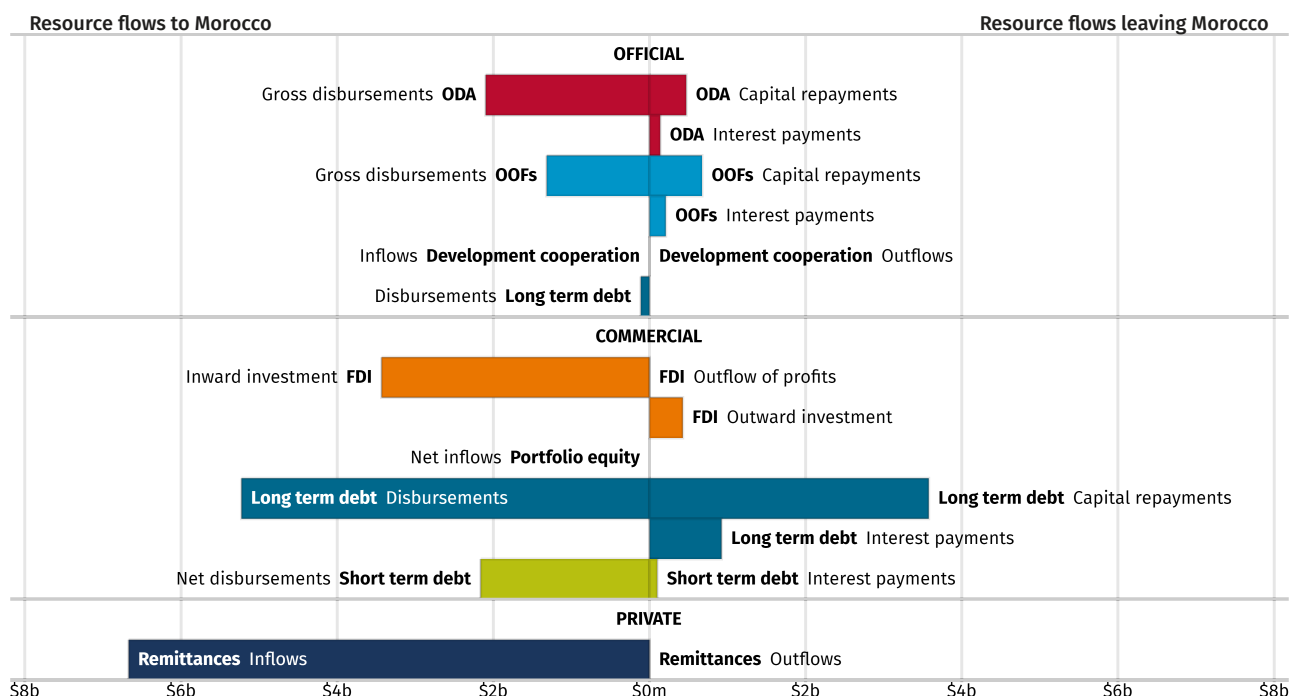 Resource flows to Morocco Resource flows leaving Morocco
OFFICIAL
Gross disbursements ODA ODA Capital repayments
ODA Interest payments
Gross disbursements OOFs OOFs Capital repayments
OOFs Interest payments
Inflows Development cooperation Development cooperation Outflows
Disbursements Long term debt
COMMERCIAL
Inward investment FDI FDI Outflow of profits
FDI Outward investment
Net inflows Portfolio equity
Long term debt Disbursements Long term debt Capital repayments
Long term debt Interest payments
Net disbursements Short term debt Short term debt Interest payments
PRIVATE
Remittances Inflows Remittances Outflows
$8b $6b $4b $2b $0m $2b $4b $6b $8b